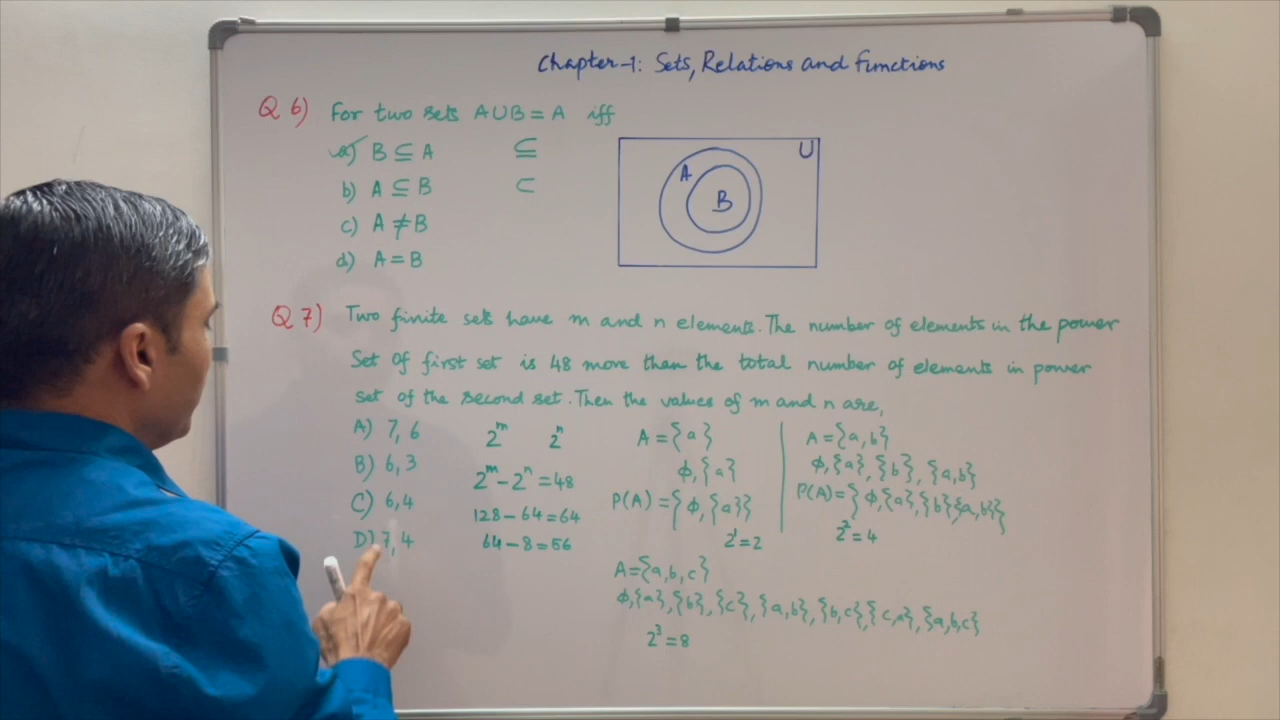 Chapter-1: Sets, Relations and Functions
Q 6) For two sets A∪B = A iff
a) B ⊆ A ⊆
b) A ⊆ B ⊂
c) A ≠ B
d) A = B
U
A
B
Q 7) Two finite sets have m and n elements. The number of elements in the power
Set of first set is 48 more than the total number of elements in power
set of the second set. Then the values of m and n are,
A) 7, 6
B) 6, 3
C) 6, 4
D) 7, 4
2^m 2^n
2^m - 2^n = 48
128 - 64 = 64
64 - 8 = 56
A = {a}
ϕ, {a}
P(A) = {ϕ, {a}}
2^1 = 2
A = {a, b}
ϕ, {a}, {b}, {a, b}
P(A) = {ϕ, {a}, {b} {a, b}}
2^2 = 4
A = {a, b, c}
ϕ, {a}, {b}, {c}, {a, b}, {b, c}, {c, a}, {a, b, c}
2^3 = 8